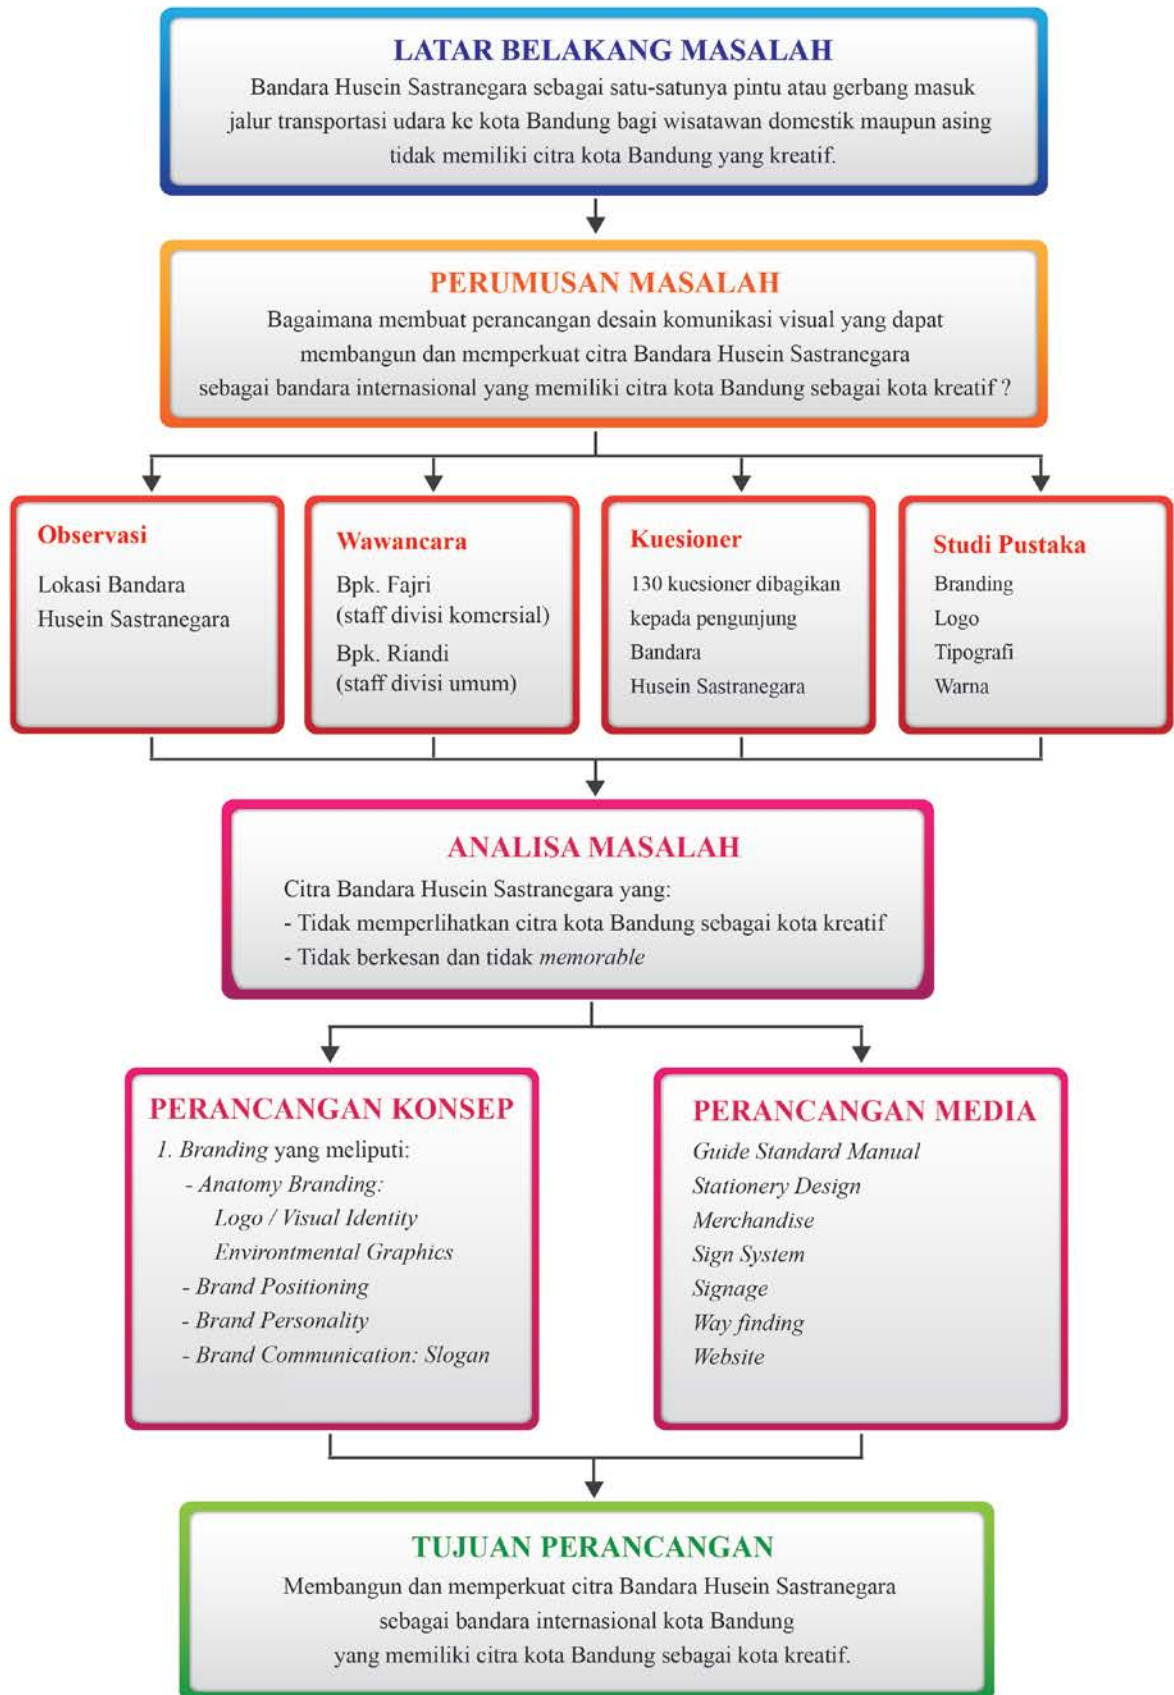 LATAR BELAKANG MASALAH
Bandara Husein Sastranegara sebagai satu-satunya pintu atau gerbang masuk
jalur transportasi udara ke kota Bandung bagi wisatawan domestik maupun asing
tidak memiliki citra kota Bandung yang kreatif.
PERUMUSAN MASALAH
Bagaimana membuat perancangan desain komunikasi visual yang dapat
membangun dan memperkuat citra Bandara Husein Sastranegara
sebagai bandara internasional yang memiliki citra kota Bandung sebagai kota kreatif ?
Observasi
Lokasi Bandara
Husein Sastranegara
Wawancara
Bpk. Fajri
(staff divisi komersial)
Bpk. Riandi
(staff divisi umum)
Kuesioner
130 kuesioner dibagikan
kepada pengunjung
Bandara
Husein Sastranegara
Studi Pustaka
Branding
Logo
Tipografi
Warna
ANALISA MASALAH
Citra Bandara Husein Sastranegara yang:
- Tidak memperlihatkan citra kota Bandung sebagai kota kreatif
- Tidak berkesan dan tidak memorable
PERANCANGAN KONSEP
1. Branding yang meliputi:
- Anatomy Branding:
Logo / Visual Identity
Environtmental Graphics
- Brand Positioning
- Brand Personality
- Brand Communication: Slogan
PERANCANGAN MEDIA
Guide Standard Manual
Stationery Design
Merchandise
Sign System
Signage
Way finding
Website
TUJUAN PERANCANGAN
Membangun dan memperkuat citra Bandara Husein Sastranegara
sebagai bandara internasional kota Bandung
yang memiliki citra kota Bandung sebagai kota kreatif.